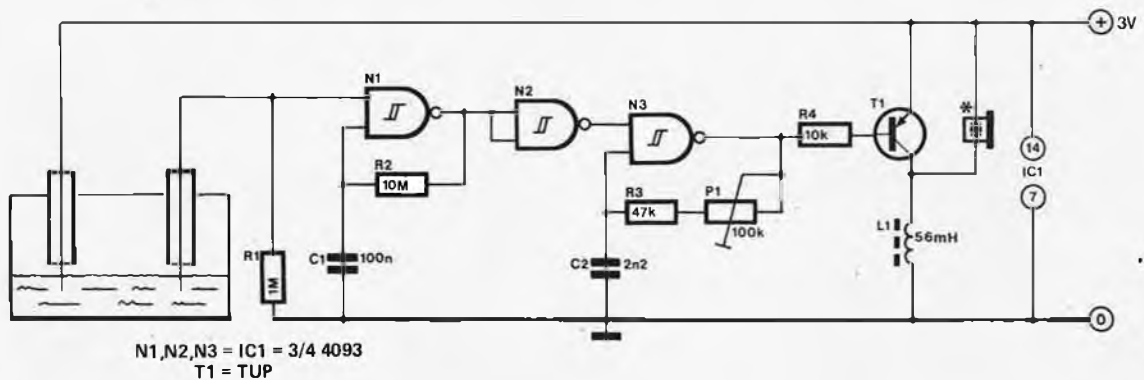 + 3V
N1
N2
N3
R4
10k
T1
*
14
IC1
7
R2
10M
R3
47k
P1
100k
L1
56mH
R1
1M
C1
100n
C2
2n2
0
N1,N2,N3 = IC1 = 3/4 4093
T1 = TUP